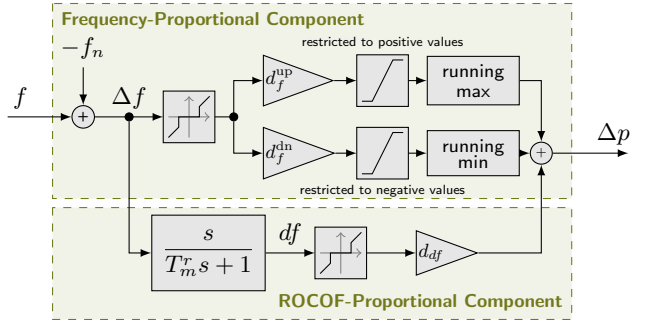 Frequency-Proportional Component
restricted to positive values
−f_n
f
Δf
d_f^up
running
max
d_f^dn
running
min
Δp
restricted to negative values
s
T_m^r s + 1
df
d_df
ROCOF-Proportional Component